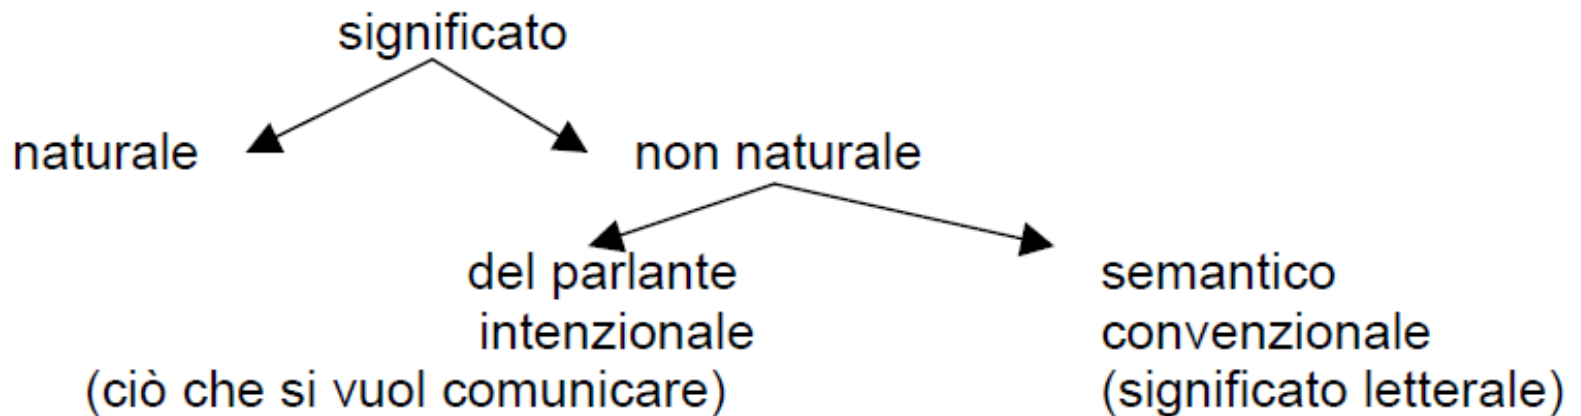 significato
naturale non naturale
del parlante semantico
intenzionale convenzionale
(ciò che si vuol comunicare) (significato letterale)